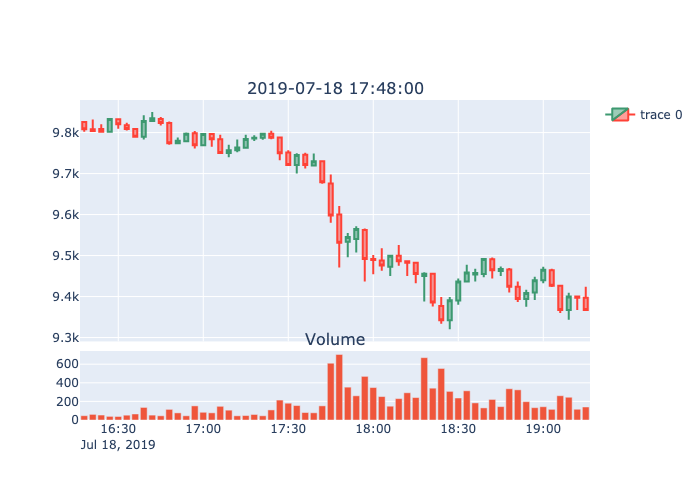 2019-07-18 17:48:00
trace 0
9.8k
9.7k
9.6k
9.5k
9.4k
9.3k
Volume
600
400
200
0
16:30 17:00 17:30 18:00 18:30 19:00
Jul 18, 2019